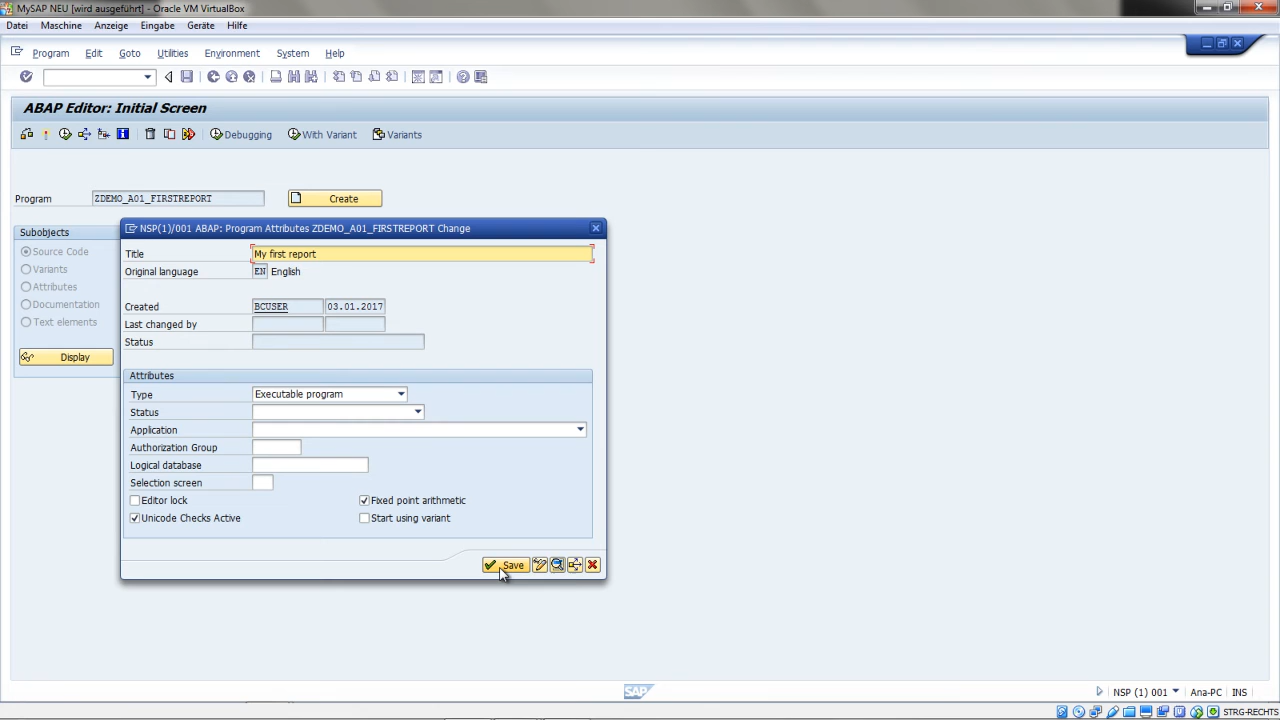 MySAP NEU [wird ausgeführt] - Oracle VM VirtualBox
Datei Maschine Anzeige Eingabe Geräte Hilfe
Program Edit Goto Utilities Environment System Help
ABAP Editor: Initial Screen
Debugging With Variant Variants
Program ZDEMO_A01_FIRSTREPORT Create
Subobjects
Source Code
Variants
Attributes
Documentation
Text elements
Display
NSP(1)/001 ABAP: Program Attributes ZDEMO_A01_FIRSTREPORT Change
Title My first report
Original language EN English
Created BCUSER 03.01.2017
Last changed by
Status
Attributes
Type Executable program
Status
Application
Authorization Group
Logical database
Selection screen
Editor lock Fixed point arithmetic
Unicode Checks Active Start using variant
Save
SAP NSP (1) 001 Ana-PC INS
STRG-RECHTS